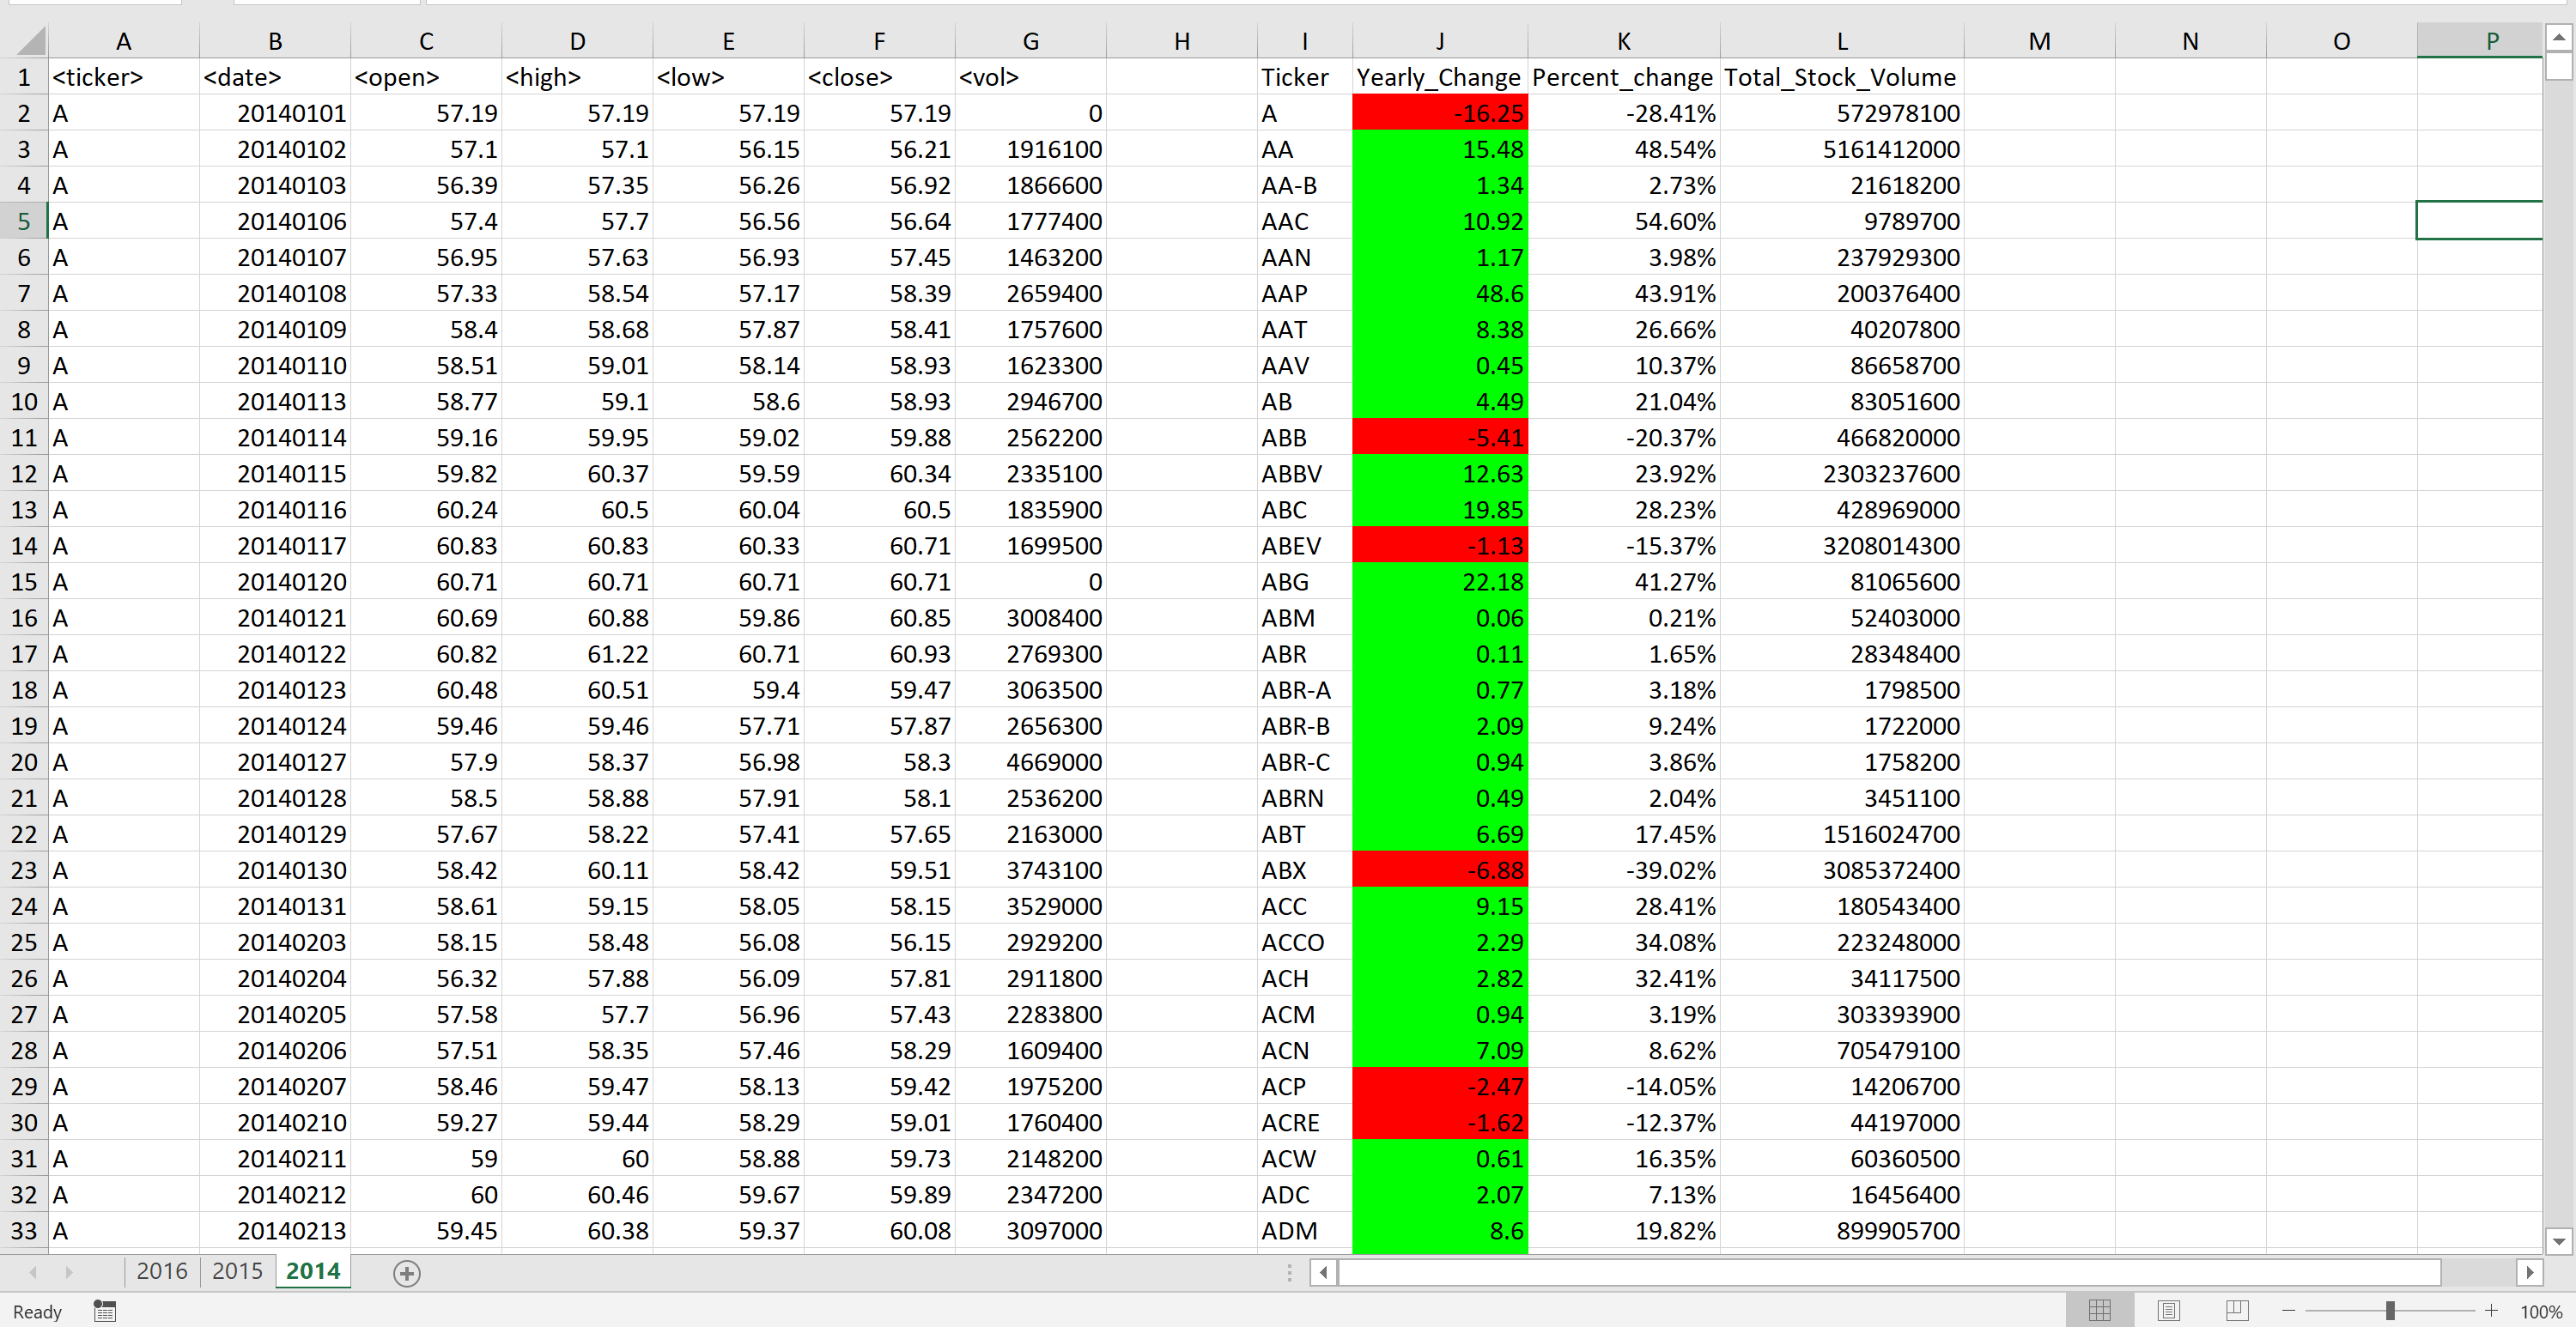 A B C D E F G H I J K L M N O P
1 <ticker> <date> <open> <high> <low> <close> <vol> Ticker Yearly_Change Percent_change Total_Stock_Volume
2 A 20140101 57.19 57.19 57.19 57.19 0 A -16.25 -28.41% 572978100
3 A 20140102 57.1 57.1 56.15 56.21 1916100 AA 15.48 48.54% 5161412000
4 A 20140103 56.39 57.35 56.26 56.92 1866600 AA-B 1.34 2.73% 21618200
5 A 20140106 57.4 57.7 56.56 56.64 1777400 AAC 10.92 54.60% 9789700
6 A 20140107 56.95 57.63 56.93 57.45 1463200 AAN 1.17 3.98% 237929300
7 A 20140108 57.33 58.54 57.17 58.39 2659400 AAP 48.6 43.91% 200376400
8 A 20140109 58.4 58.68 57.87 58.41 1757600 AAT 8.38 26.66% 40207800
9 A 20140110 58.51 59.01 58.14 58.93 1623300 AAV 0.45 10.37% 86658700
10 A 20140113 58.77 59.1 58.6 58.93 2946700 AB 4.49 21.04% 83051600
11 A 20140114 59.16 59.95 59.02 59.88 2562200 ABB -5.41 -20.37% 466820000
12 A 20140115 59.82 60.37 59.59 60.34 2335100 ABBV 12.63 23.92% 2303237600
13 A 20140116 60.24 60.5 60.04 60.5 1835900 ABC 19.85 28.23% 428969000
14 A 20140117 60.83 60.83 60.33 60.71 1699500 ABEV -1.13 -15.37% 3208014300
15 A 20140120 60.71 60.71 60.71 60.71 0 ABG 22.18 41.27% 81065600
16 A 20140121 60.69 60.88 59.86 60.85 3008400 ABM 0.06 0.21% 52403000
17 A 20140122 60.82 61.22 60.71 60.93 2769300 ABR 0.11 1.65% 28348400
18 A 20140123 60.48 60.51 59.4 59.47 3063500 ABR-A 0.77 3.18% 1798500
19 A 20140124 59.46 59.46 57.71 57.87 2656300 ABR-B 2.09 9.24% 1722000
20 A 20140127 57.9 58.37 56.98 58.3 4669000 ABR-C 0.94 3.86% 1758200
21 A 20140128 58.5 58.88 57.91 58.1 2536200 ABRN 0.49 2.04% 3451100
22 A 20140129 57.67 58.22 57.41 57.65 2163000 ABT 6.69 17.45% 1516024700
23 A 20140130 58.42 60.11 58.42 59.51 3743100 ABX -6.88 -39.02% 3085372400
24 A 20140131 58.61 59.15 58.05 58.15 3529000 ACC 9.15 28.41% 180543400
25 A 20140203 58.15 58.48 56.08 56.15 2929200 ACCO 2.29 34.08% 223248000
26 A 20140204 56.32 57.88 56.09 57.81 2911800 ACH 2.82 32.41% 34117500
27 A 20140205 57.58 57.7 56.96 57.43 2283800 ACM 0.94 3.19% 303393900
28 A 20140206 57.51 58.35 57.46 58.29 1609400 ACN 7.09 8.62% 705479100
29 A 20140207 58.46 59.47 58.13 59.42 1975200 ACP -2.47 -14.05% 14206700
30 A 20140210 59.27 59.44 58.29 59.01 1760400 ACRE -1.62 -12.37% 44197000
31 A 20140211 59 60 58.88 59.73 2148200 ACW 0.61 16.35% 60360500
32 A 20140212 60 60.46 59.67 59.89 2347200 ADC 2.07 7.13% 16456400
33 A 20140213 59.45 60.38 59.37 60.08 3097000 ADM 8.6 19.82% 899905700
2016 2015 2014
Ready 100%